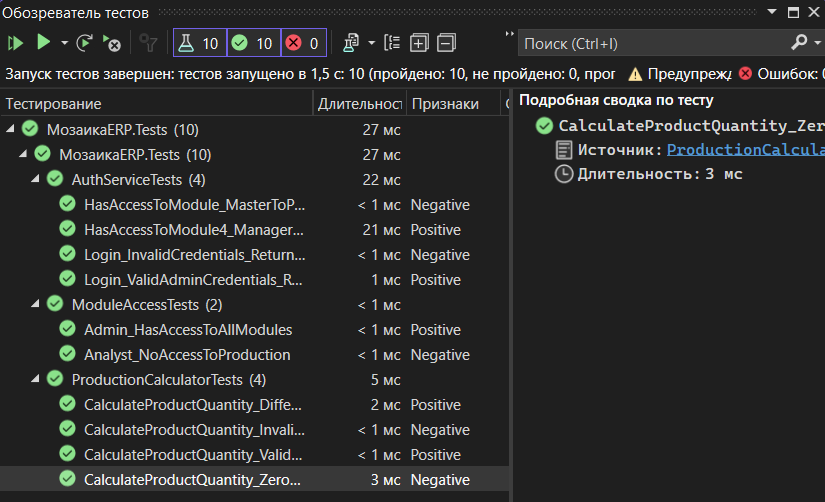 Обозреватель тестов
10 10 0
Поиск (Ctrl+I)
Запуск тестов завершен: тестов запущено в 1,5 с: 10 (пройдено: 10, не пройдено: 0, проп
Предупрежд
Ошибок: 0
Тестирование Длительност Признаки
МозаикаERP.Tests (10) 27 мс
МозаикаERP.Tests (10) 27 мс
AuthServiceTests (4) 22 мс
HasAccessToModule_MasterToP... < 1 мс Negative
HasAccessToModule4_Manager... 21 мс Positive
Login_InvalidCredentials_Return... < 1 мс Negative
Login_ValidAdminCredentials_R... 1 мс Positive
ModuleAccessTests (2) < 1 мс
Admin_HasAccessToAllModules < 1 мс Positive
Analyst_NoAccessToProduction < 1 мс Negative
ProductionCalculatorTests (4) 5 мс
CalculateProductQuantity_Diffe... 2 мс Positive
CalculateProductQuantity_Invali... < 1 мс Negative
CalculateProductQuantity_Valid... < 1 мс Positive
CalculateProductQuantity_Zero... 3 мс Negative
Подробная сводка по тесту
CalculateProductQuantity_Zer
Источник: ProductionCalcula
Длительность: 3 мс